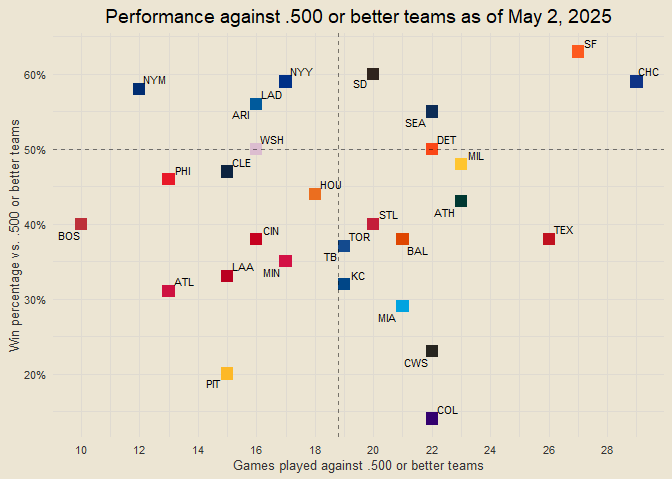 Performance against .500 or better teams as of May 2, 2025
SF
NYY
CHC
60%
NYM
SD
LAD
ARI
SEA
WSH
DET
50%
MIL
CLE
PHI
HOU
ATH
40%
STL
BOS
CIN
TOR
TEX
BAL
TB
LAA
MIN
KC
ATL
30%
MIA
CWS
20%
PIT
COL
10
12
14
16
18
20
22
24
26
28
Games played against .500 or better teams
Win percentage vs. .500 or better teams